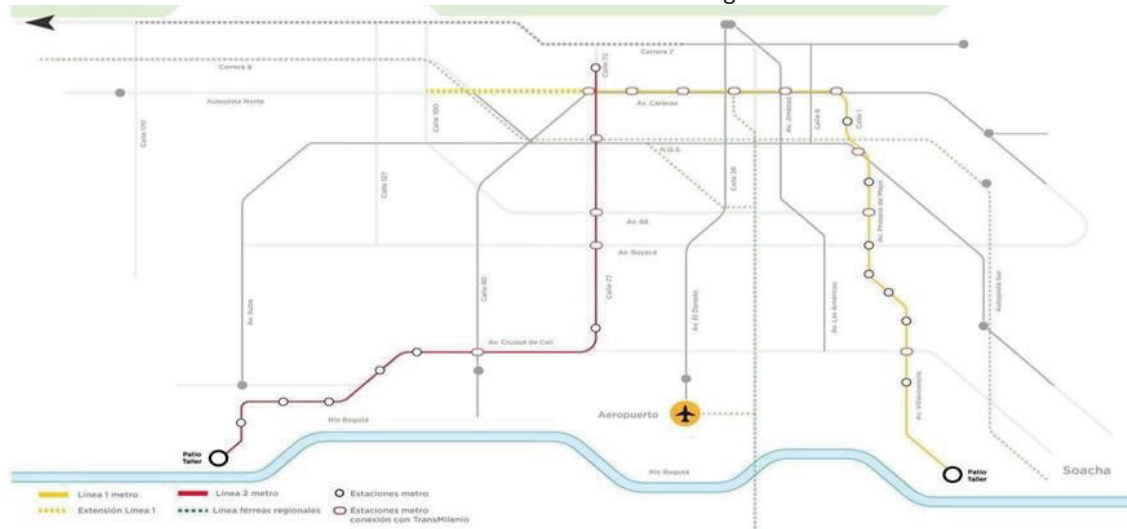 Calle 72
Carrera 7
Carrera 9
Autopista Norte
Calle 100
Av. Caracas
Av. Jiménez
Calle 6
Calle 1
Calle 170
Calle 127
N.Q.S.
Calle 26
Av. Primero de Mayo
Av. 68
Av. Boyacá
Calle 80
Calle 72
Av. Suba
Av. El Dorado
Av. Las Américas
Autopista Sur
Av. Ciudad de Cali
Av. Villavicencio
Aeropuerto
Río Bogotá
Patio
Taller
Río Bogotá
Patio
Taller
Soacha
Línea 1 metro
Línea 2 metro
Estaciones metro
Extensión Línea 1
Línea férreas regionales
Estaciones metro
conexión con TransMilenio